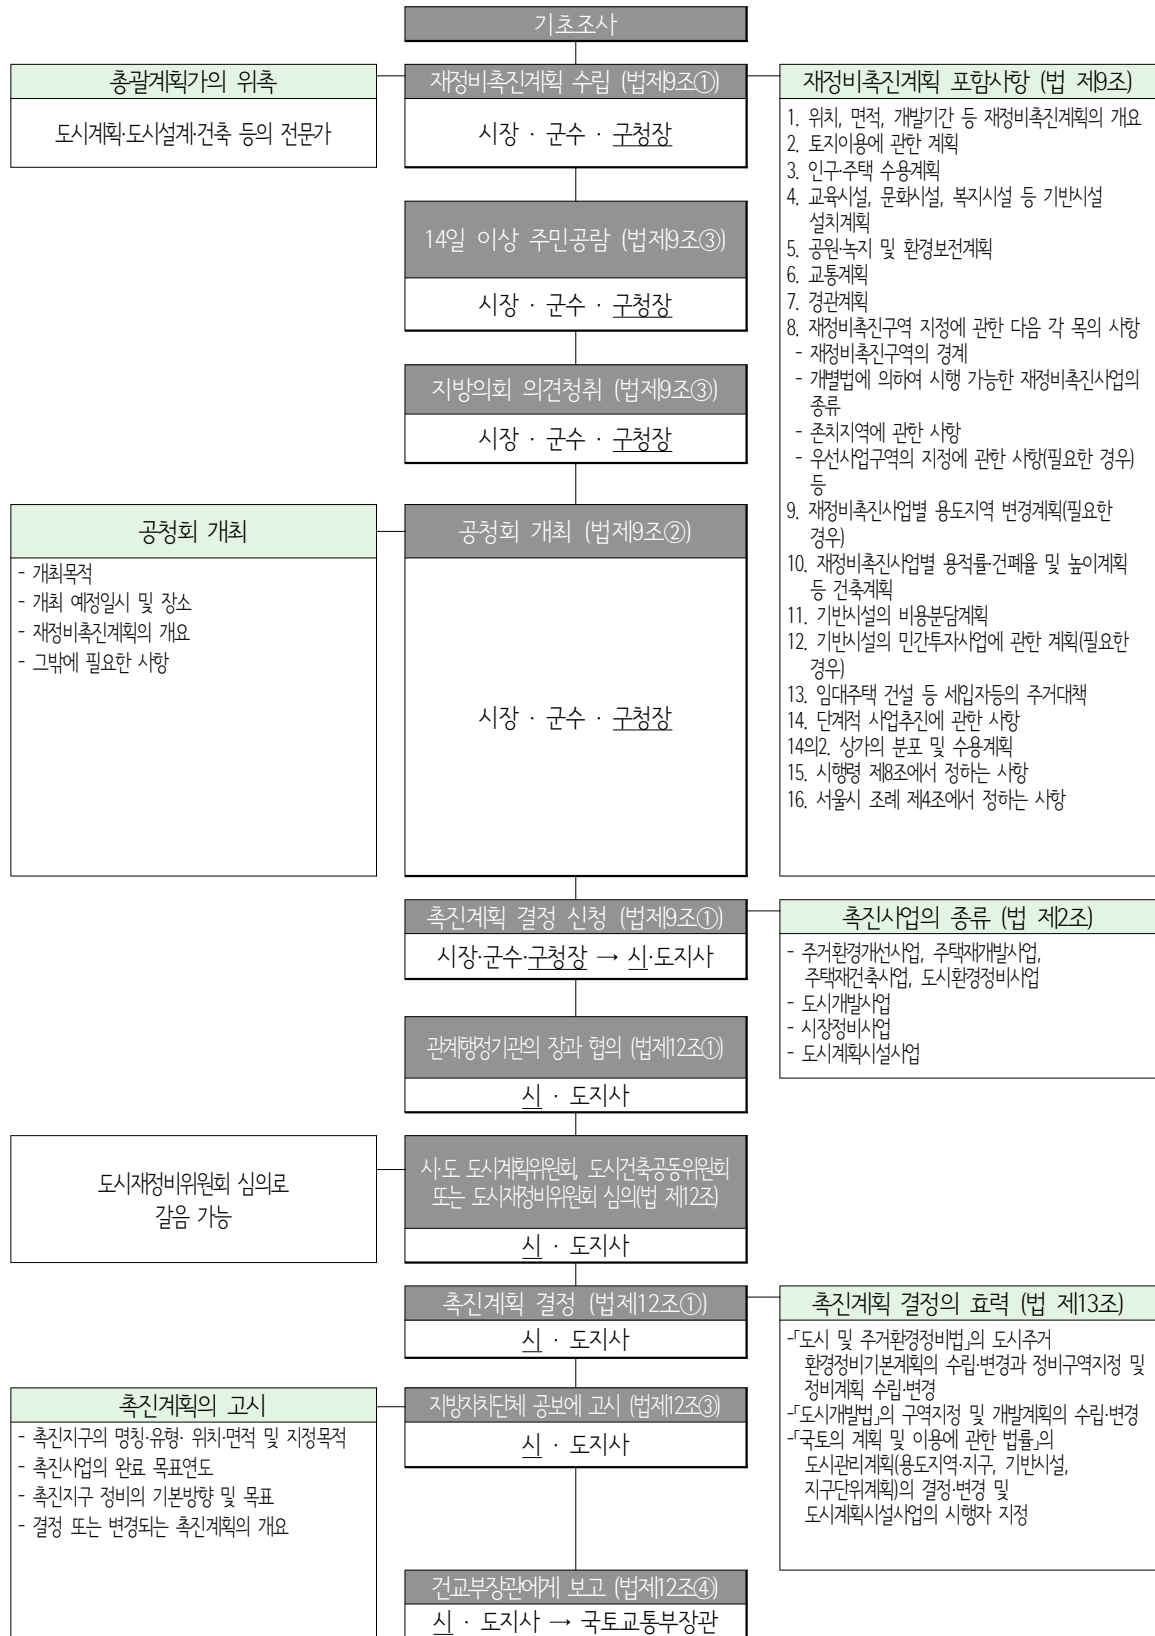 기초조사
총괄계획가의 위촉
도시계획·도시설계·건축 등의 전문가
재정비촉진계획 수립 (법제9조①)
시장 · 군수 · 구청장
재정비촉진계획 포함사항 (법 제9조)
1. 위치, 면적, 개발기간 등 재정비촉진계획의 개요
2. 토지이용에 관한 계획
3. 인구·주택 수용계획
4. 교육시설, 문화시설, 복지시설 등 기반시설
설치계획
5. 공원·녹지 및 환경보전계획
6. 교통계획
7. 경관계획
8. 재정비촉진구역 지정에 관한 다음 각 목의 사항
- 재정비촉진구역의 경계
- 개별법에 의하여 시행 가능한 재정비촉진사업의
종류
- 존치지역에 관한 사항
- 우선사업구역의 지정에 관한 사항(필요한 경우)
등
9. 재정비촉진사업별 용도지역 변경계획(필요한
경우)
10. 재정비촉진사업별 용적률·건폐율 및 높이계획
등 건축계획
11. 기반시설의 비용분담계획
12. 기반시설의 민간투자사업에 관한 계획(필요한
경우)
13. 임대주택 건설 등 세입자등의 주거대책
14. 단계적 사업추진에 관한 사항
14의2. 상가의 분포 및 수용계획
15. 시행령 제8조에서 정하는 사항
16. 서울시 조례 제4조에서 정하는 사항
14일 이상 주민공람 (법제9조③)
시장 · 군수 · 구청장
지방의회 의견청취 (법제9조③)
시장 · 군수 · 구청장
공청회 개최
- 개최목적
- 개최 예정일시 및 장소
- 재정비촉진계획의 개요
- 그밖에 필요한 사항
공청회 개최 (법제9조②)
시장 · 군수 · 구청장
촉진계획 결정 신청 (법제9조①)
시장·군수·구청장 → 시·도지사
촉진사업의 종류 (법 제2조)
- 주거환경개선사업, 주택재개발사업,
주택재건축사업, 도시환경정비사업
- 도시개발사업
- 시장정비사업
- 도시계획시설사업
관계행정기관의 장과 협의 (법제12조①)
시 · 도지사
도시재정비위원회 심의로
갈음 가능
시·도 도시계획위원회, 도시건축공동위원회
또는 도시재정비위원회 심의(법 제12조)
시 · 도지사
촉진계획 결정 (법제12조①)
시 · 도지사
촉진계획 결정의 효력 (법 제13조)
-「도시 및 주거환경정비법」의 도시주거
환경정비기본계획의 수립·변경과 정비구역지정 및
정비계획 수립·변경
-「도시개발법」의 구역지정 및 개발계획의 수립·변경
-「국토의 계획 및 이용에 관한 법률」의
도시관리계획(용도지역·지구, 기반시설,
지구단위계획)의 결정·변경 및
도시계획시설사업의 시행자 지정
촉진계획의 고시
- 촉진지구의 명칭·유형· 위치·면적 및 지정목적
- 촉진사업의 완료 목표연도
- 촉진지구 정비의 기본방향 및 목표
- 결정 또는 변경되는 촉진계획의 개요
지방자치단체 공보에 고시 (법제12조③)
시 · 도지사
건교부장관에게 보고 (법제12조④)
시 · 도지사 → 국토교통부장관